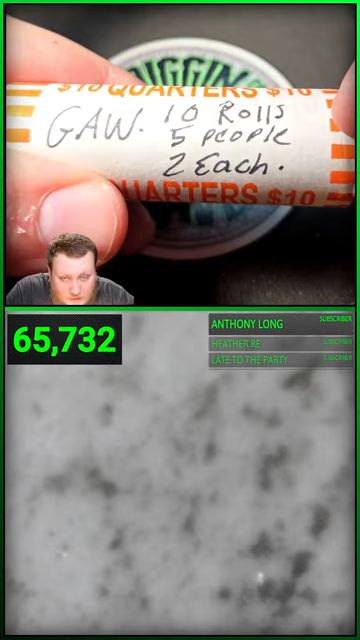 IGGIN
$10 QUARTERS $10
GAW. 10 Rolls
5 people
2 Each.
QUARTERS $10
65,732
ANTHONY LONG SUBSCRIBER
HEATHER RE SUBSCRIBER
LATE TO THE PARTY SUBSCRIBER